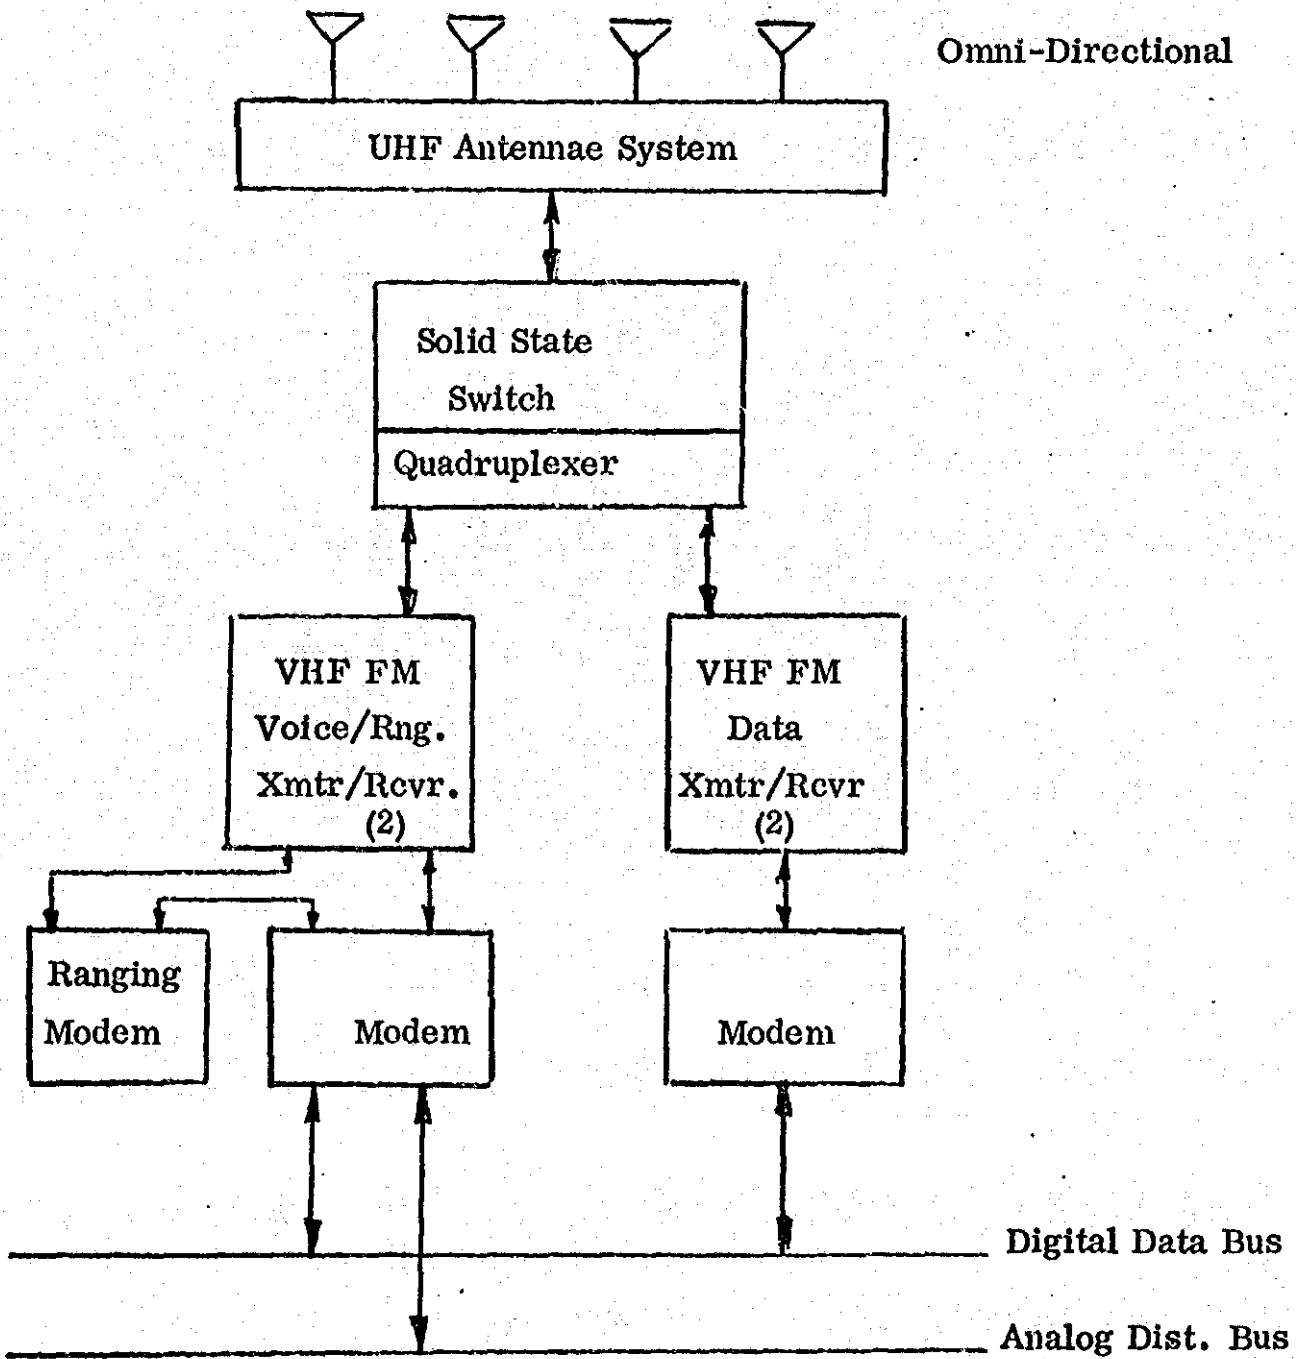 Omni-Directional
UHF Antennae System
Solid State
Switch
Quadruplexer
VHF FM
Voice/Rng.
Xmtr/Rcvr.
(2)
VHF FM
Data
Xmtr/Rcvr
(2)
Ranging
Modem
Modem
Modem
Digital Data Bus
Analog Dist. Bus